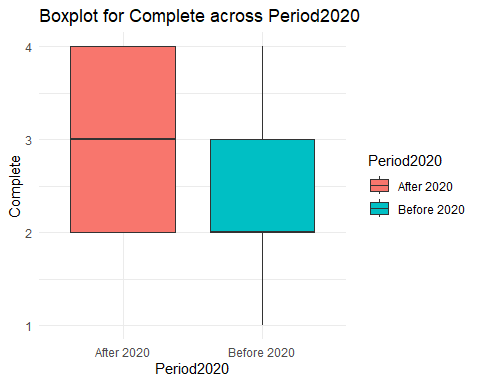 Boxplot for Complete across Period2020
4
3
2
1
Complete
After 2020
Before 2020
Period2020
Period2020
After 2020
Before 2020